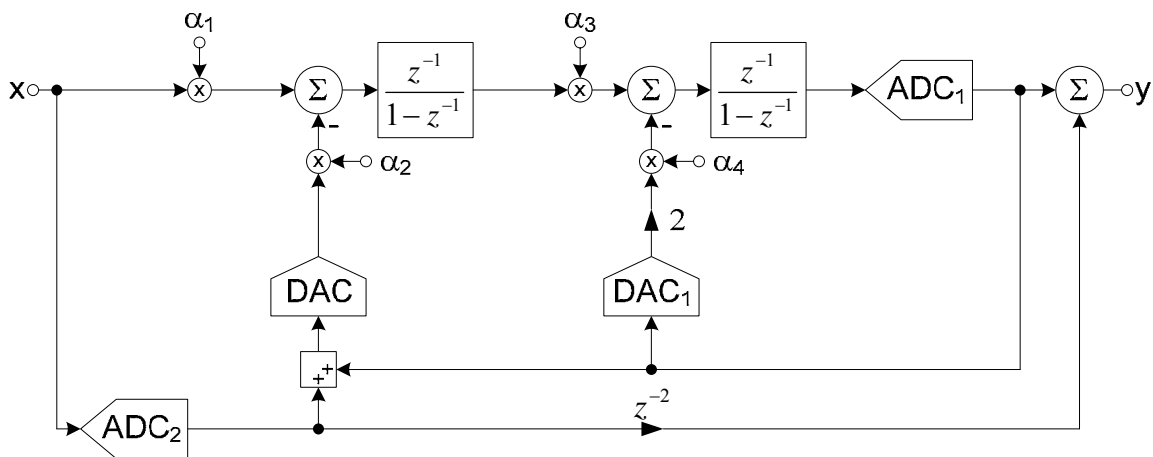 α1 α3
x x Σ z−1 / 1 − z−1 x Σ z−1 / 1 − z−1 ADC1 Σ y
- -
x α2 x α4
2
DAC DAC1
+ +
ADC2 z−2